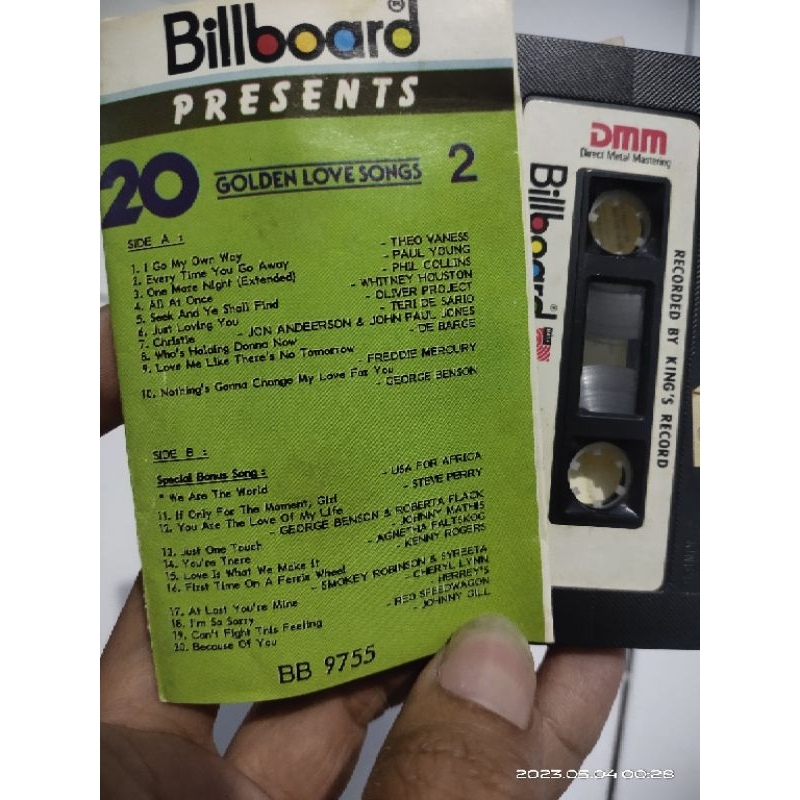 Billboard®
PRESENTS
20 GOLDEN LOVE SONGS 2
SIDE A :
1. I Go My Own Way - THEO VANESS
2. Every Time You Go Away - PAUL YOUNG
3. One More Night (Extended) - PHIL COLLINS
4. All At Once - WHITNEY HOUSTON
5. Seek And Ye Shall Find - OLIVER PROJECT
6. Just Loving You - TERI DE SARIO
7. Christie - JON ANDEERSON & JOHN PAUL JONES
8. Who's Holding Donna Now - DE BARGE
9. Love Me Like There's No Tomorrow - FREDDIE MERCURY
10. Nothing's Gonna Change My Love For You
- GEORGE BENSON
SIDE B :
Special Bonus Song :
* We Are The World - USA FOR AFRICA
11. If Only For The Moment, Girl - STEVE PERRY
12. You Are The Love Of My Life
- GEORGE BENSON & ROBERTA FLACK
13. Just One Touch - JOHNNY MATHIS
14. You're There - AGNETHA FALTSKOG
15. Love Is What We Make It - KENNY ROGERS
16. First Time On A Ferris Wheel
- SMOKEY ROBINSON & SYREETA
17. At Last You're Mine - CHERYL LYNN
18. I'm So Sorry - HERREY'S
19. Can't Fight This Feeling - REO SPEEDWAGON
20. Because Of You - JOHNNY GILL
BB 9755
DMM
Direct Metal Mastering
Billboard
RECORDED BY KING'S RECORD
2023.05.04 00:28